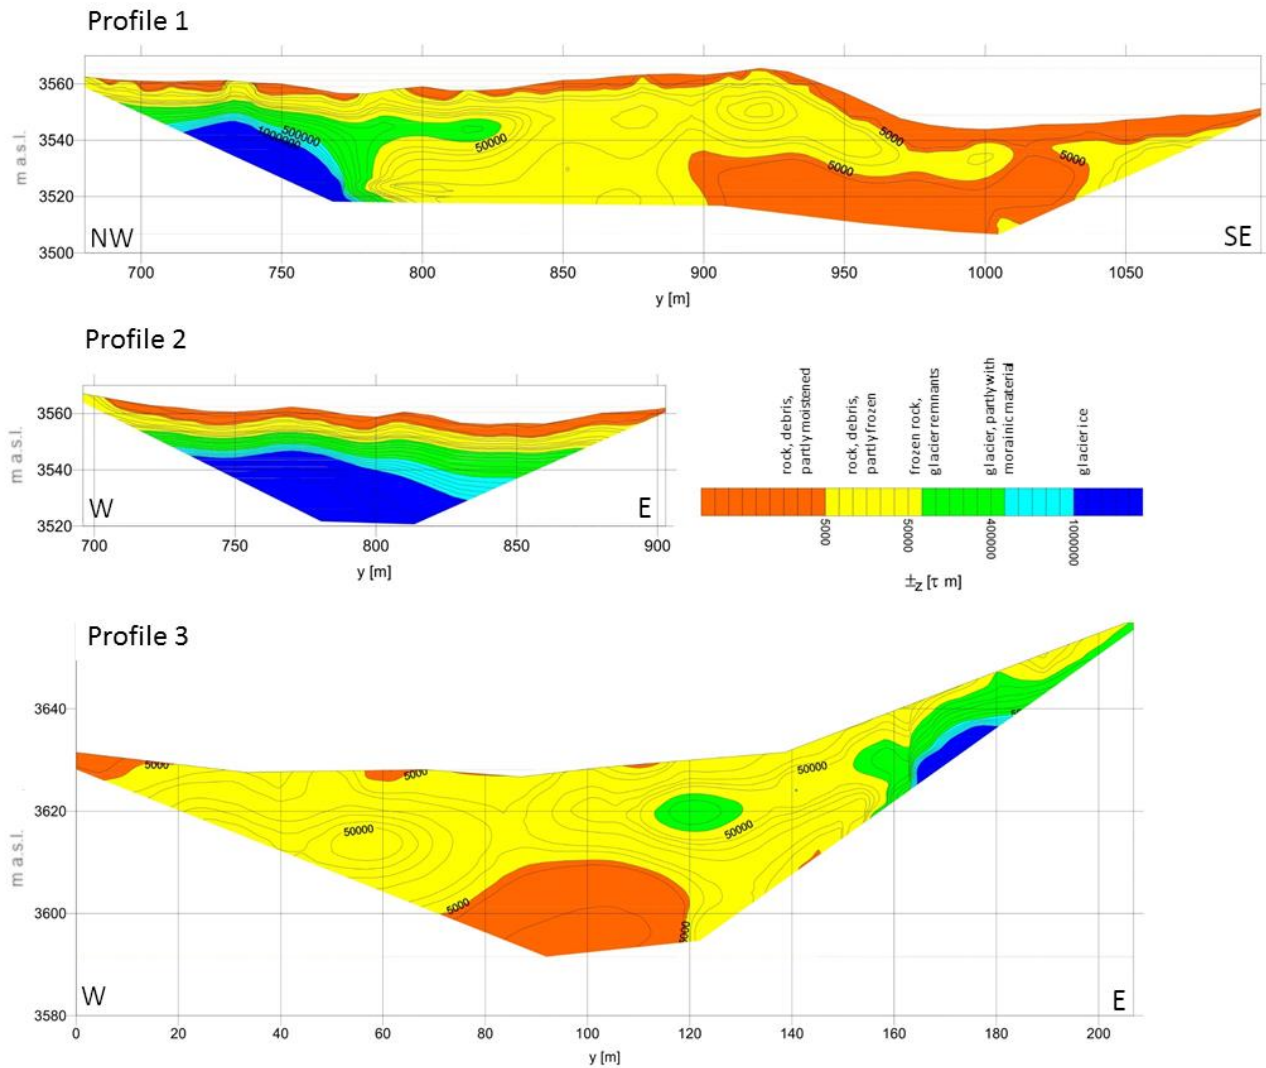 Profile 1
3560
3540
3520
3500
m a.s.l.
1000000
500000
50000
5000
5000
5000
NW
SE
700
750
800
850
900
950
1000
1050
y [m]
Profile 2
3560
3540
3520
m a.s.l.
W
E
700
750
800
850
900
y [m]
rock, debris,
partly moistened
rock, debris,
partly frozen
frozen rock,
glacier remnants
glacier, partly with
morainic material
glacier ice
5000
50000
400000
1000000
±z [τ m]
Profile 3
3640
3620
3600
3580
m a.s.l.
5000
5000
50000
50000
50000
5000
5000
W
E
0
20
40
60
80
100
120
140
160
180
200
y [m]